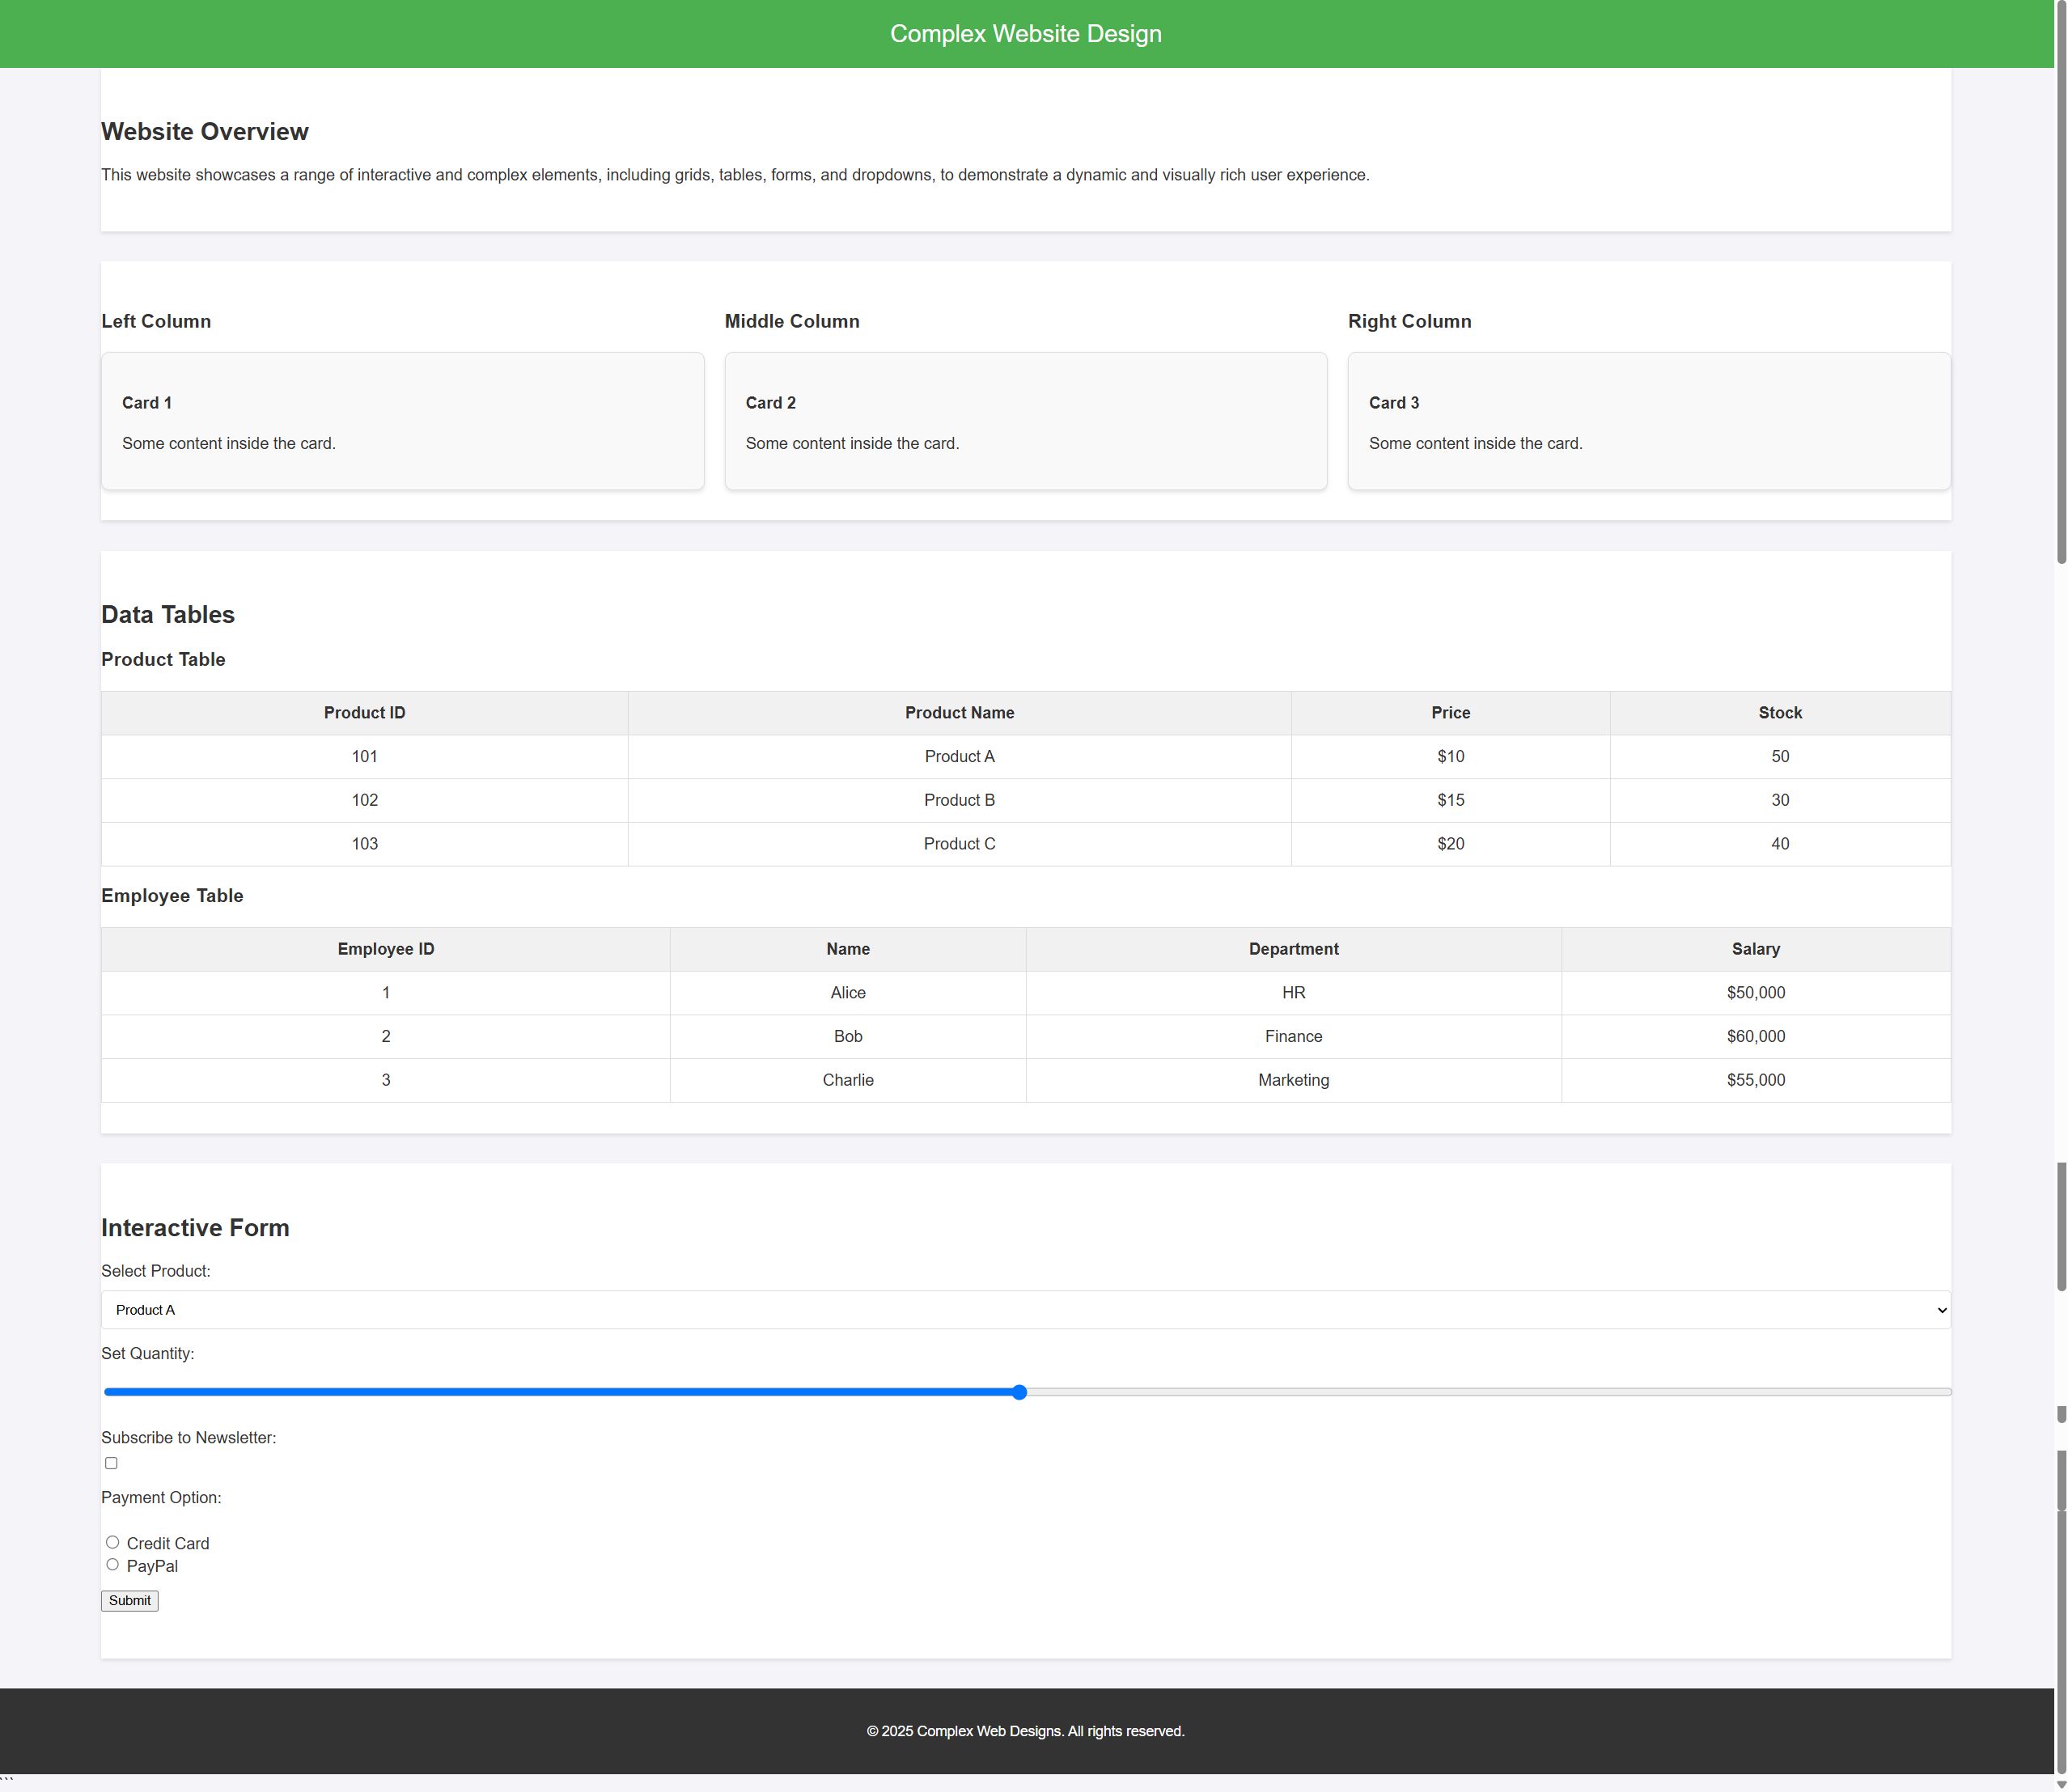 Complex Website Design
Website Overview
This website showcases a range of interactive and complex elements, including grids, tables, forms, and dropdowns, to demonstrate a dynamic and visually rich user experience.
Left Column Middle Column Right Column
Card 1 Card 2 Card 3
Some content inside the card. Some content inside the card. Some content inside the card.
Data Tables
Product Table
Product ID Product Name Price Stock
101 Product A $10 50
102 Product B $15 30
103 Product C $20 40
Employee Table
Employee ID Name Department Salary
1 Alice HR $50,000
2 Bob Finance $60,000
3 Charlie Marketing $55,000
Interactive Form
Select Product:
Product A
Set Quantity:
Subscribe to Newsletter:
Payment Option:
Credit Card
PayPal
Submit
© 2025 Complex Web Designs. All rights reserved.
```